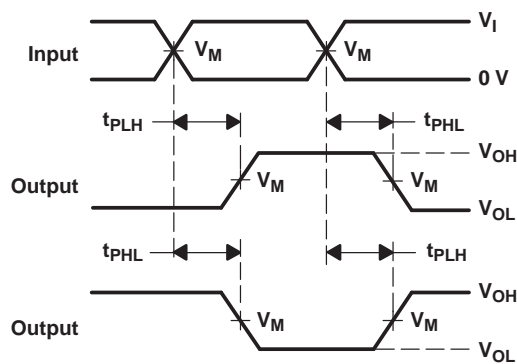 V_I
Input V_M V_M
0 V
t_PLH t_PHL
V_OH
Output V_M V_M
V_OL
t_PHL t_PLH
V_OH
Output V_M V_M
V_OL